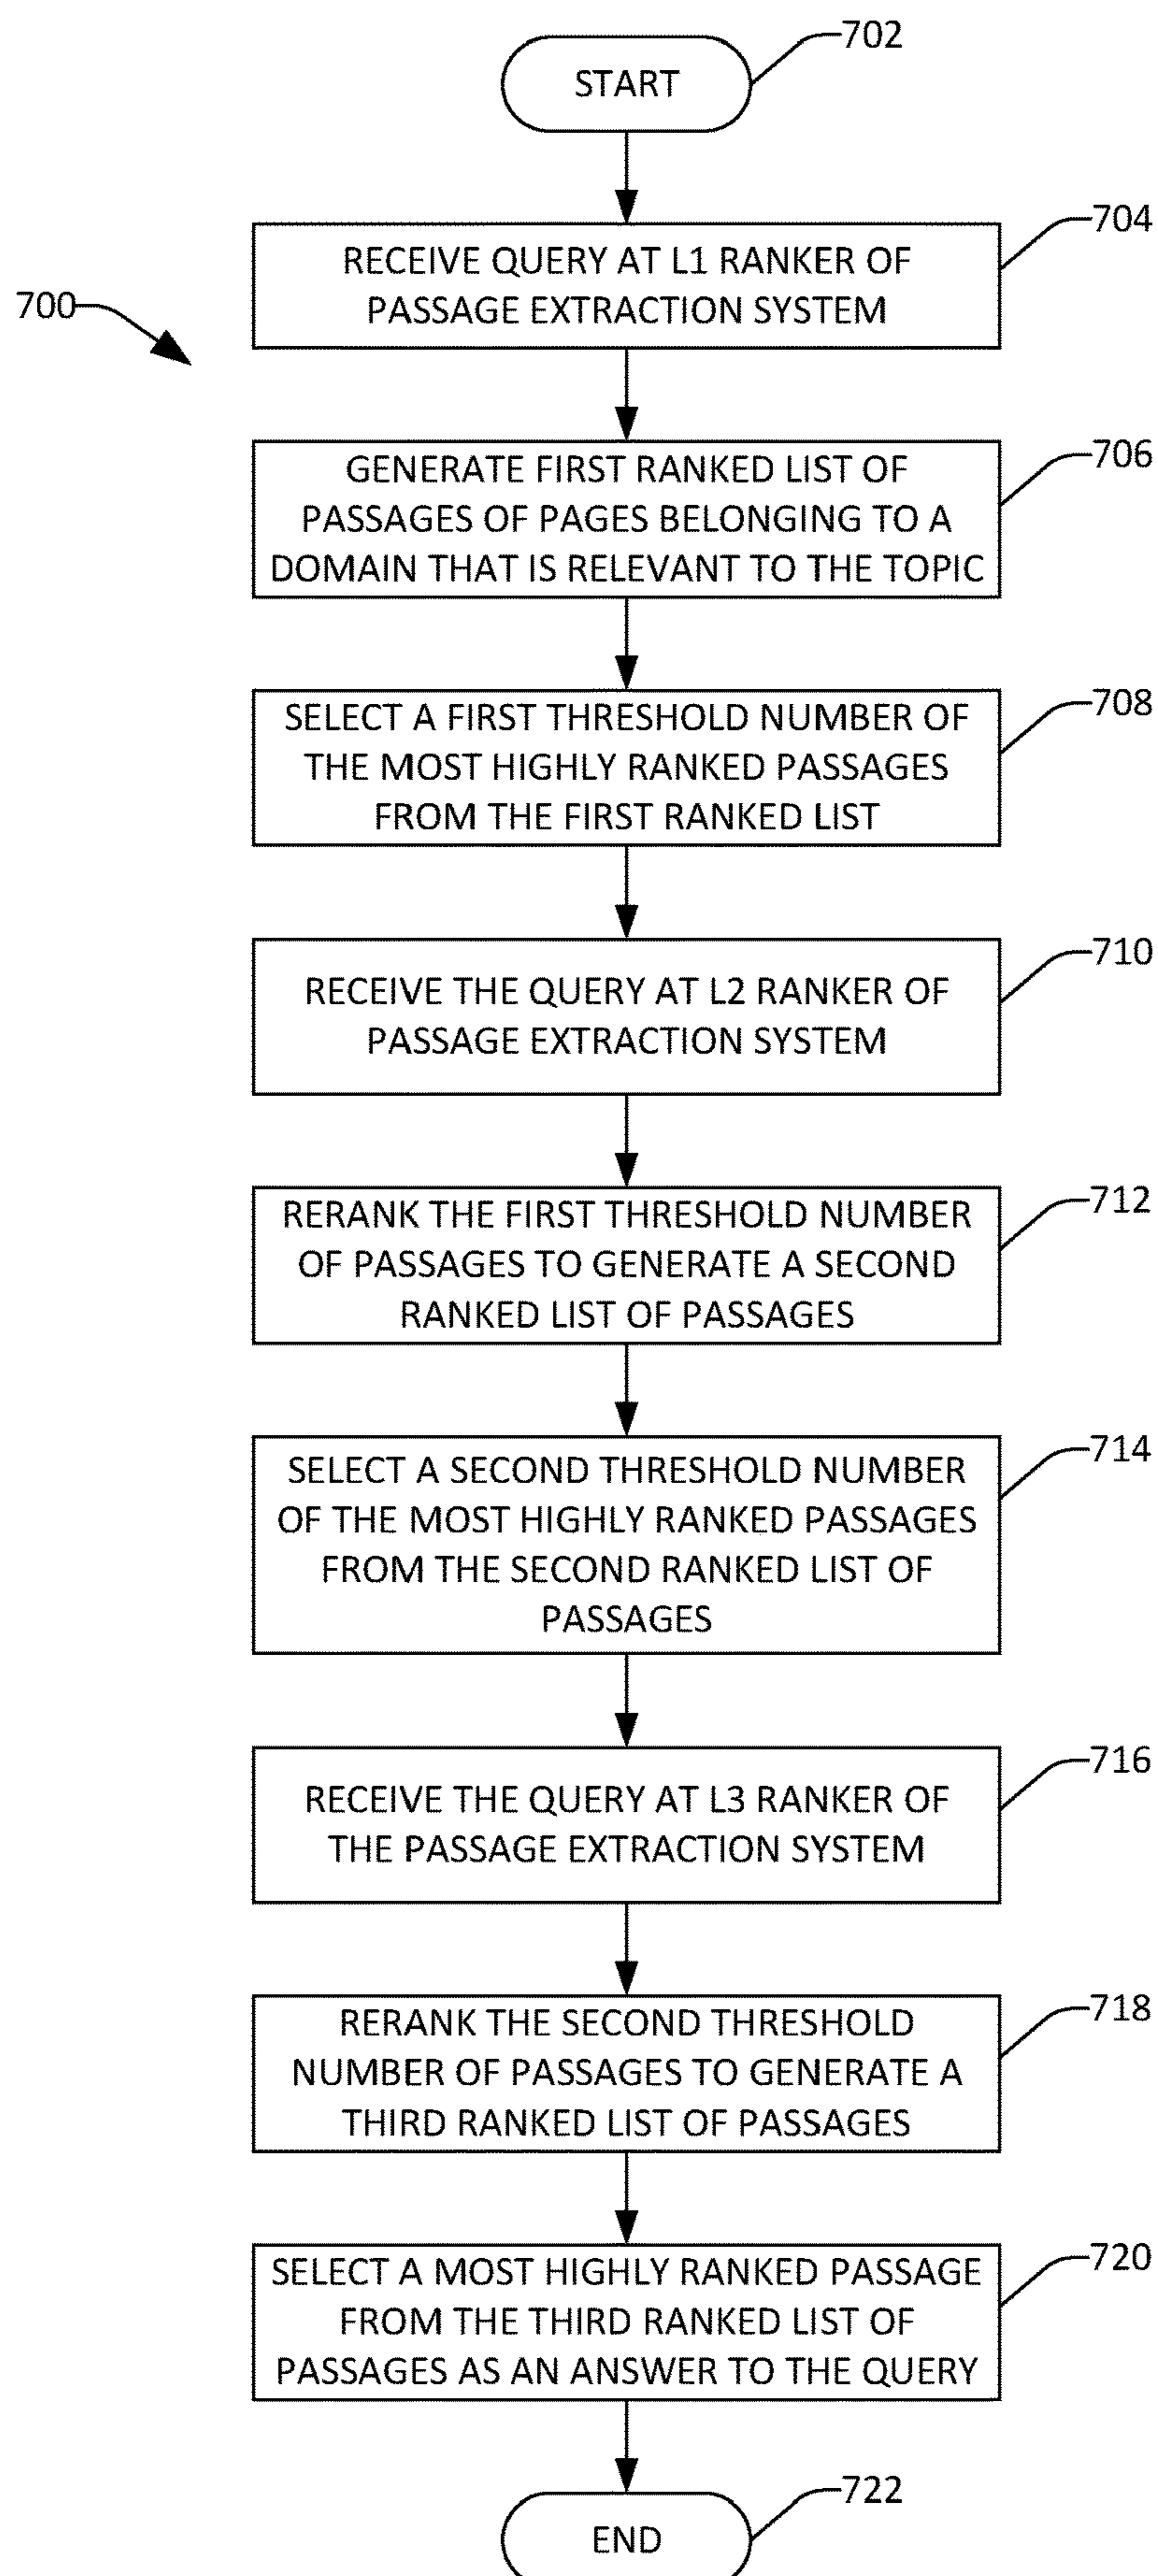 702
START
704
RECEIVE QUERY AT L1 RANKER OF
PASSAGE EXTRACTION SYSTEM
700
706
GENERATE FIRST RANKED LIST OF
PASSAGES OF PAGES BELONGING TO A
DOMAIN THAT IS RELEVANT TO THE TOPIC
708
SELECT A FIRST THRESHOLD NUMBER OF
THE MOST HIGHLY RANKED PASSAGES
FROM THE FIRST RANKED LIST
710
RECEIVE THE QUERY AT L2 RANKER OF
PASSAGE EXTRACTION SYSTEM
712
RERANK THE FIRST THRESHOLD NUMBER
OF PASSAGES TO GENERATE A SECOND
RANKED LIST OF PASSAGES
714
SELECT A SECOND THRESHOLD NUMBER
OF THE MOST HIGHLY RANKED PASSAGES
FROM THE SECOND RANKED LIST OF
PASSAGES
716
RECEIVE THE QUERY AT L3 RANKER OF
THE PASSAGE EXTRACTION SYSTEM
718
RERANK THE SECOND THRESHOLD
NUMBER OF PASSAGES TO GENERATE A
THIRD RANKED LIST OF PASSAGES
720
SELECT A MOST HIGHLY RANKED PASSAGE
FROM THE THIRD RANKED LIST OF
PASSAGES AS AN ANSWER TO THE QUERY
722
END